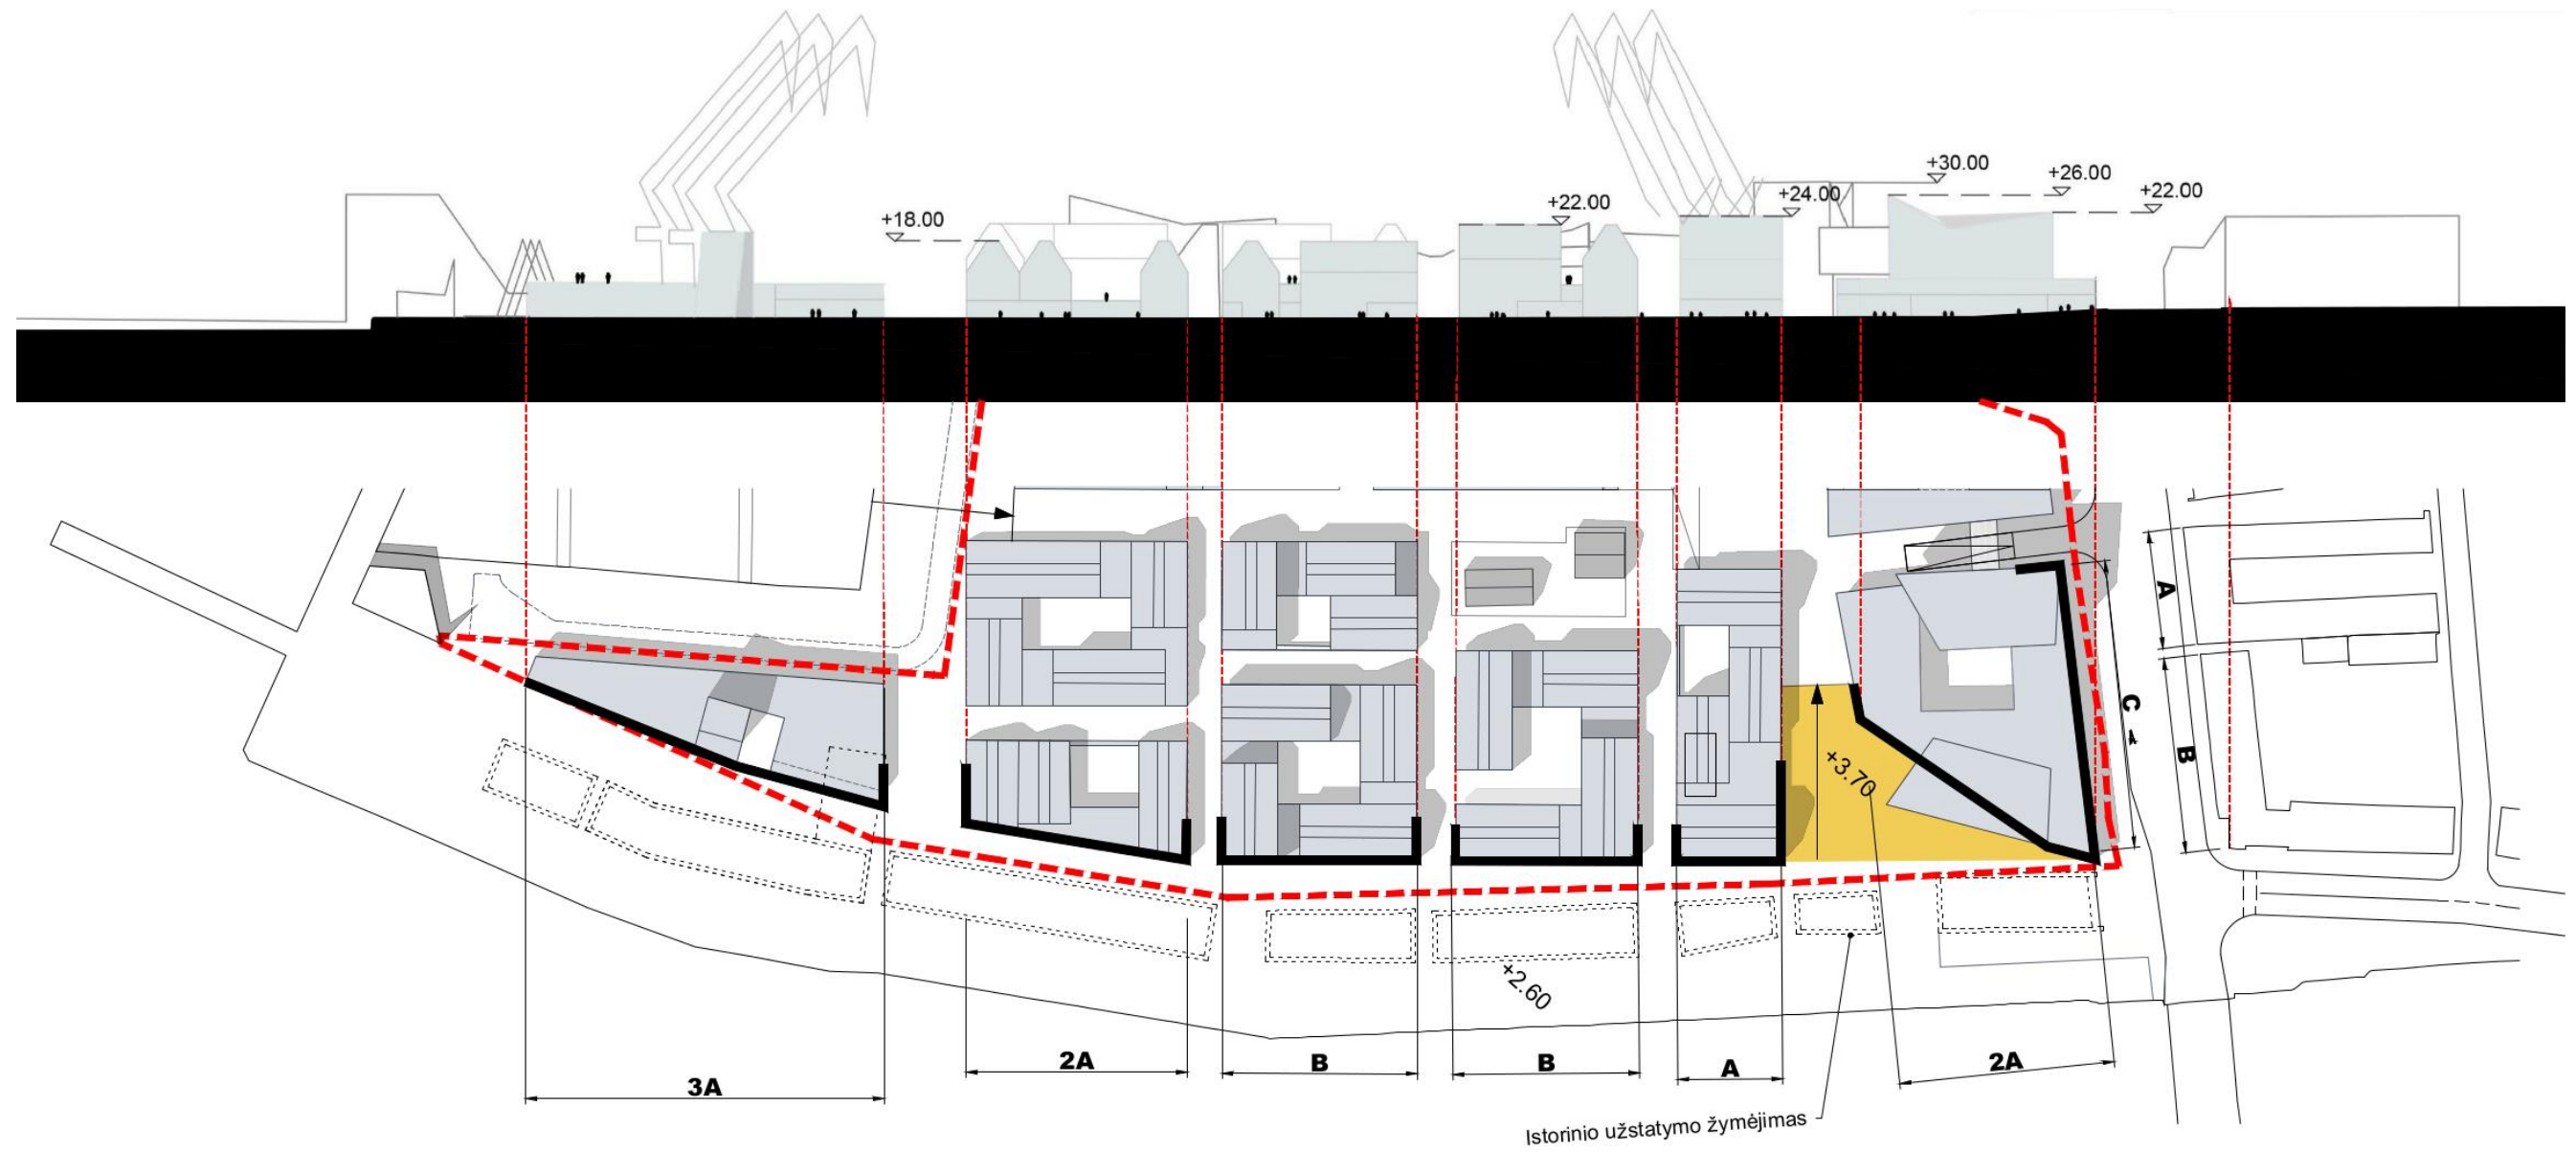 +30.00
+26.00
+22.00
+24.00
+22.00
+18.00
A
C
B
+3.70
+2.60
3A
2A
B
B
A
2A
Istorinio užstatymo žymėjimas